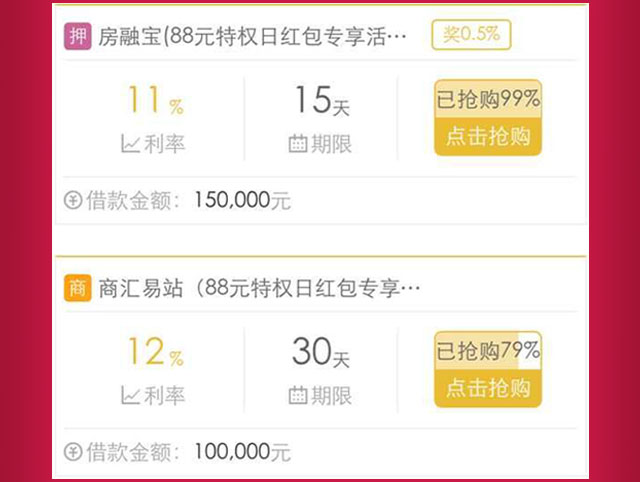 押 房融宝(88元特权日红包专享活… 奖0.5%
11% 15天 已抢购99%
利率 期限 点击抢购
借款金额： 150,000元
商 商汇易站（88元特权日红包专享…
12% 30天 已抢购79%
利率 期限 点击抢购
借款金额： 100,000元